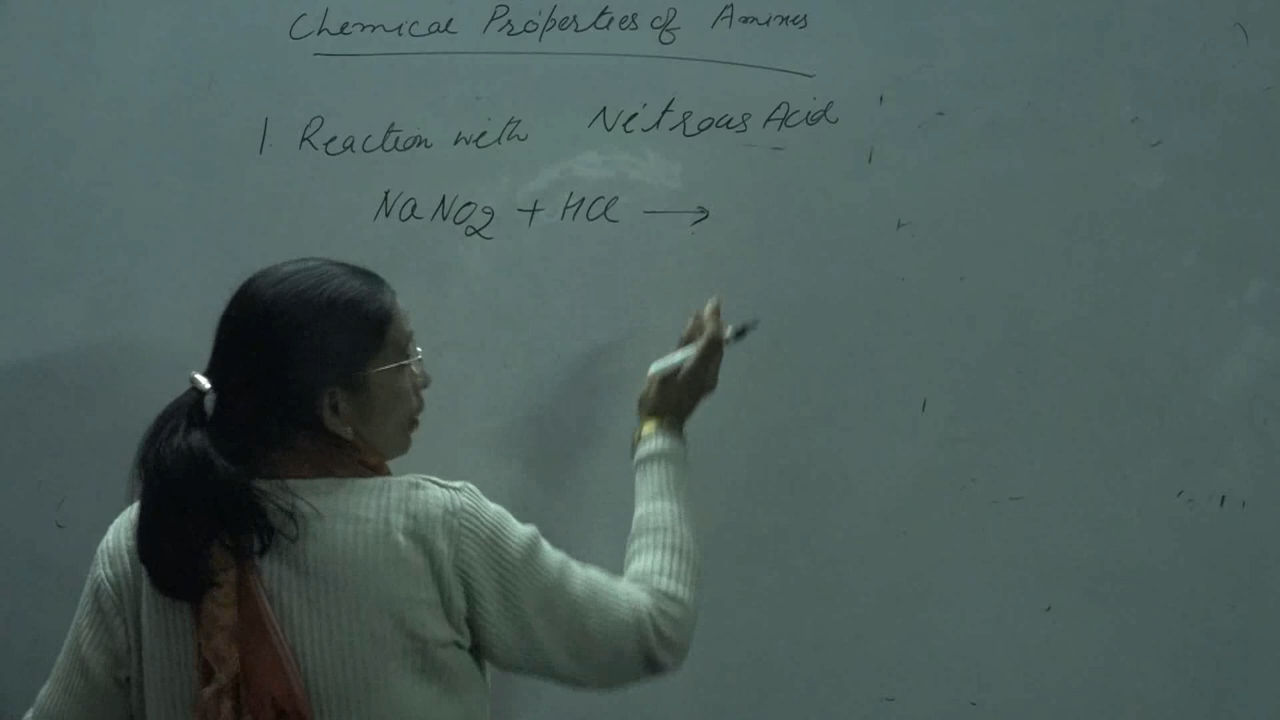 Chemical Properties of Amines
1. Reaction with Nitrous Acid
NaNO2 + HCl →